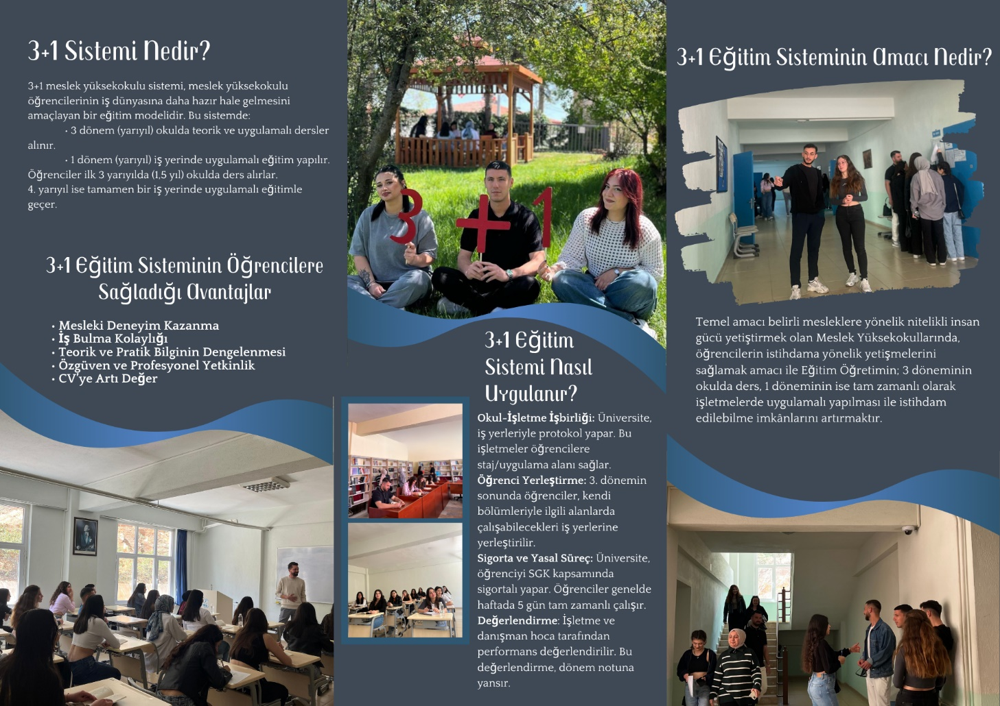 3+1 Sistemi Nedir?
3+1 meslek yüksekokulu sistemi, meslek yüksekokulu
öğrencilerinin iş dünyasına daha hazır hale gelmesini
amaçlayan bir eğitim modelidir. Bu sistemde:
• 3 dönem (yarıyıl) okulda teorik ve uygulamalı dersler
alınır.
• 1 dönem (yarıyıl) iş yerinde uygulamalı eğitim yapılır.
Öğrenciler ilk 3 yarıyılda (1,5 yıl) okulda ders alırlar.
4. yarıyıl ise tamamen bir iş yerinde uygulamalı eğitimle
geçer.
3+1 Eğitim Sisteminin Öğrencilere
Sağladığı Avantajlar
• Mesleki Deneyim Kazanma
• İş Bulma Kolaylığı
• Teorik ve Pratik Bilginin Dengelenmesi
• Özgüven ve Profesyonel Yetkinlik
• CV'ye Artı Değer
3 + 1
3+1 Eğitim
Sistemi Nasıl
Uygulanır?
Okul-İşletme İşbirliği: Üniversite,
iş yerleriyle protokol yapar. Bu
işletmeler öğrencilere
staj/uygulama alanı sağlar.
Öğrenci Yerleştirme: 3. dönemin
sonunda öğrenciler, kendi
bölümleriyle ilgili alanlarda
çalışabilecekleri iş yerlerine
yerleştirilir.
Sigorta ve Yasal Süreç: Üniversite,
öğrenciyi SGK kapsamında
sigortalı yapar. Öğrenciler genelde
haftada 5 gün tam zamanlı çalışır.
Değerlendirme: İşletme ve
danışman hoca tarafından
performans değerlendirilir. Bu
değerlendirme, dönem notuna
yansır.
3+1 Eğitim Sisteminin Amacı Nedir?
Temel amacı belirli mesleklere yönelik nitelikli insan
gücü yetiştirmek olan Meslek Yüksekokullarında,
öğrencilerin istihdama yönelik yetişmelerini
sağlamak amacı ile Eğitim Öğretimin; 3 döneminin
okulda ders, 1 döneminin ise tam zamanlı olarak
işletmelerde uygulamalı yapılması ile istihdam
edilebilme imkânlarını artırmaktır.